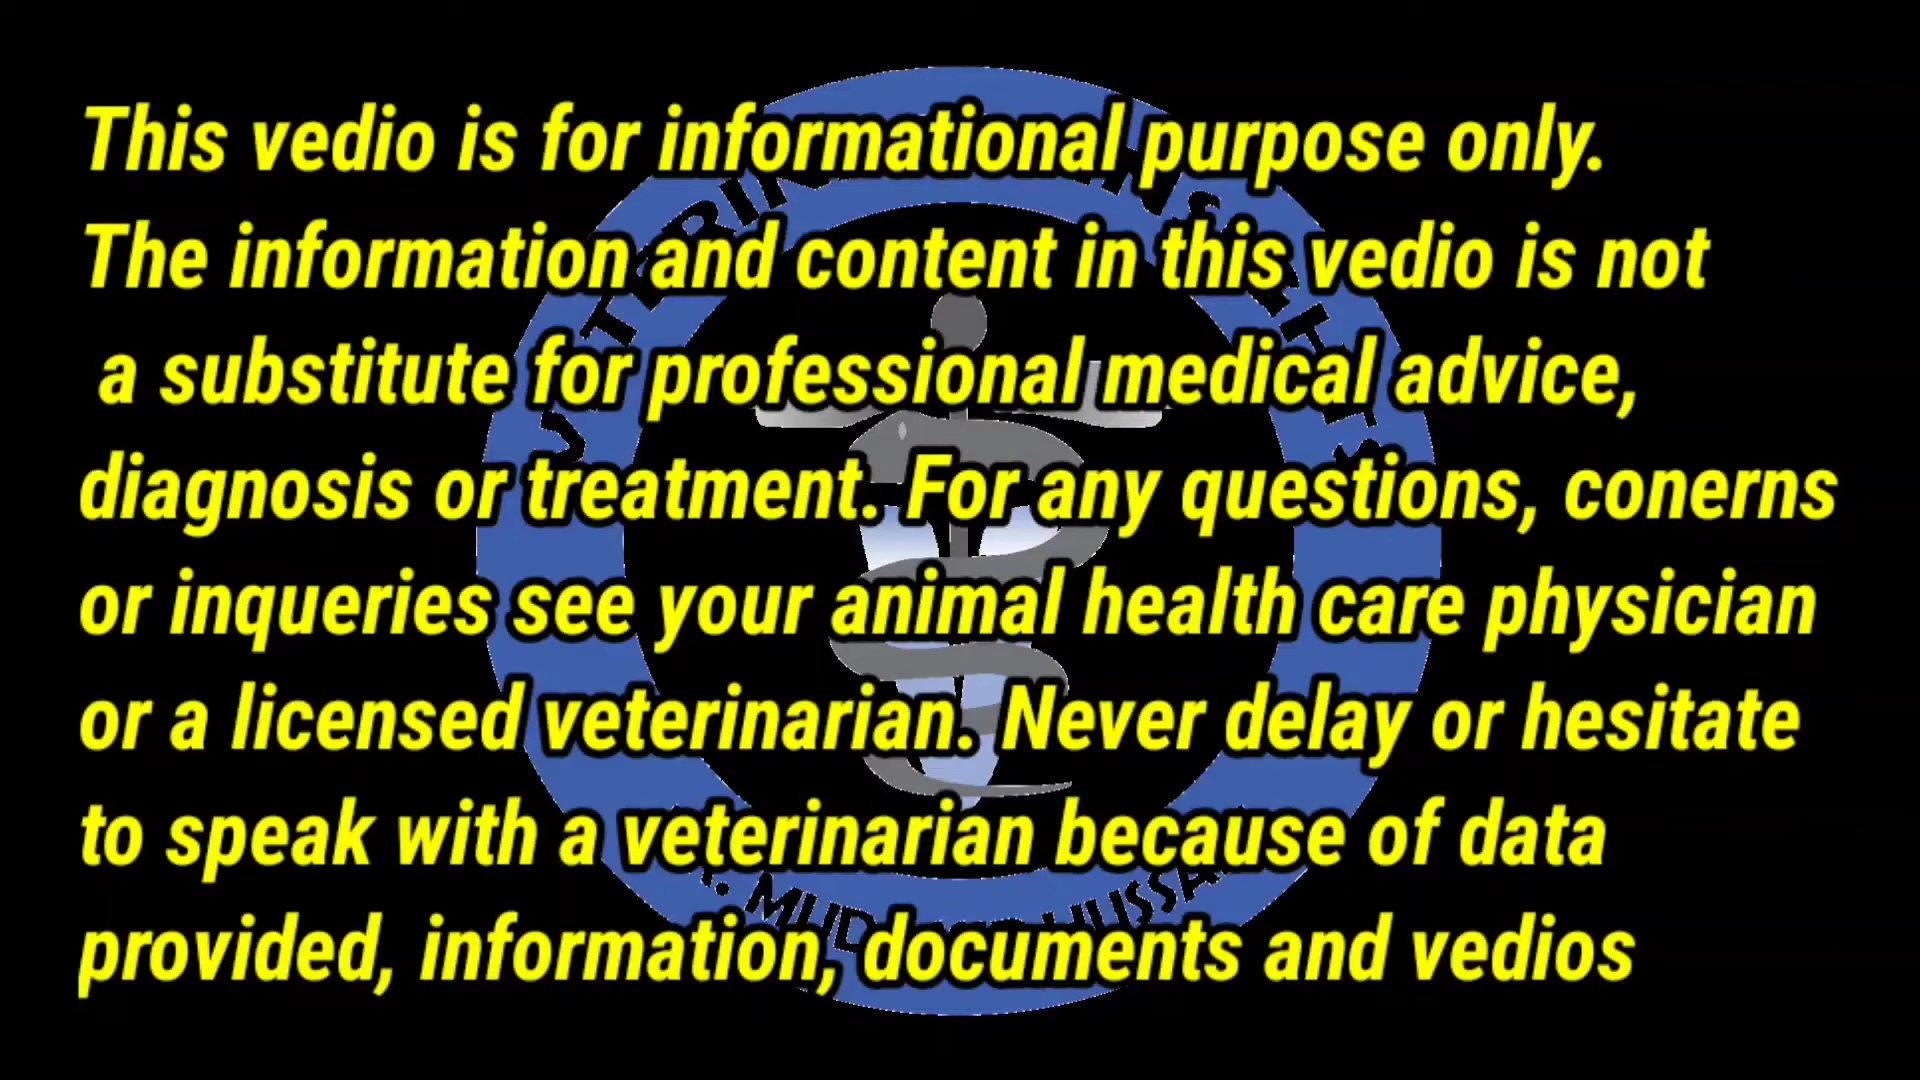 This vedio is for informational purpose only.
The information and content in this vedio is not
a substitute for professional medical advice,
diagnosis or treatment. For any questions, conerns
or inqueries see your animal health care physician
or a licensed veterinarian. Never delay or hesitate
to speak with a veterinarian because of data
provided, information, documents and vedios